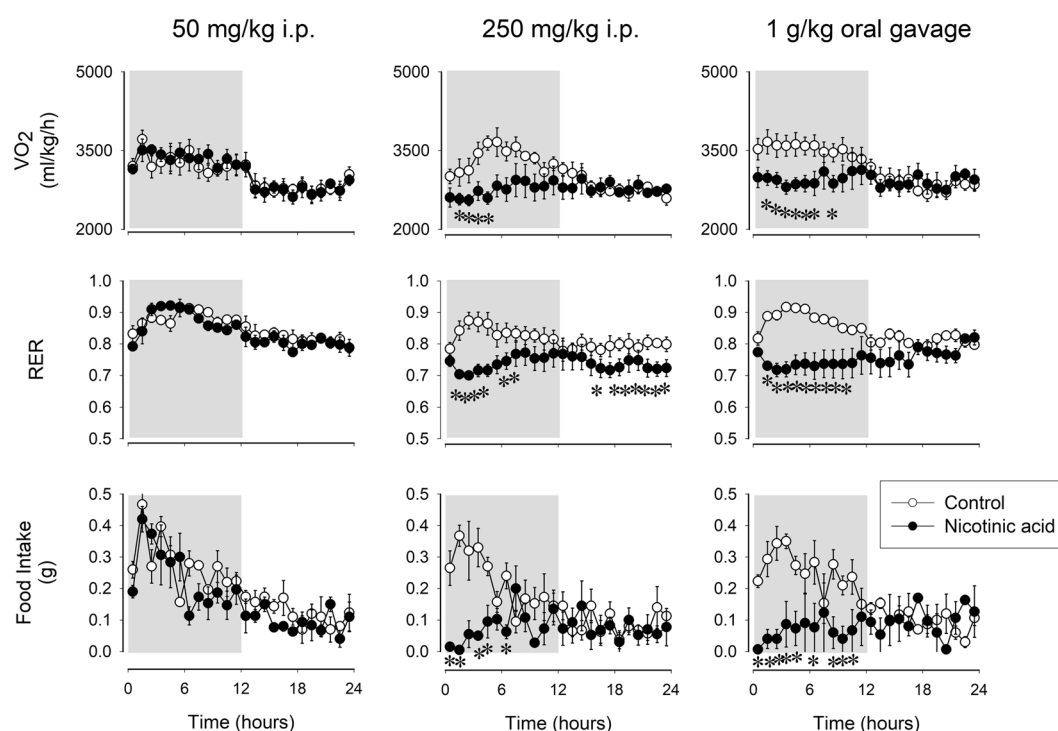 50 mg/kg i.p.
250 mg/kg i.p.
1 g/kg oral gavage
VO2
(ml/kg/h)
5000
3500
2000
5000
3500
2000
5000
3500
2000
RER
1.0
0.9
0.8
0.7
0.6
0.5
1.0
0.9
0.8
0.7
0.6
0.5
1.0
0.9
0.8
0.7
0.6
0.5
Food Intake
(g)
0.5
0.4
0.3
0.2
0.1
0.0
0.5
0.4
0.3
0.2
0.1
0.0
0.5
0.4
0.3
0.2
0.1
0.0
Control
Nicotinic acid
0 6 12 18 24
0 6 12 18 24
0 6 12 18 24
Time (hours)
Time (hours)
Time (hours)